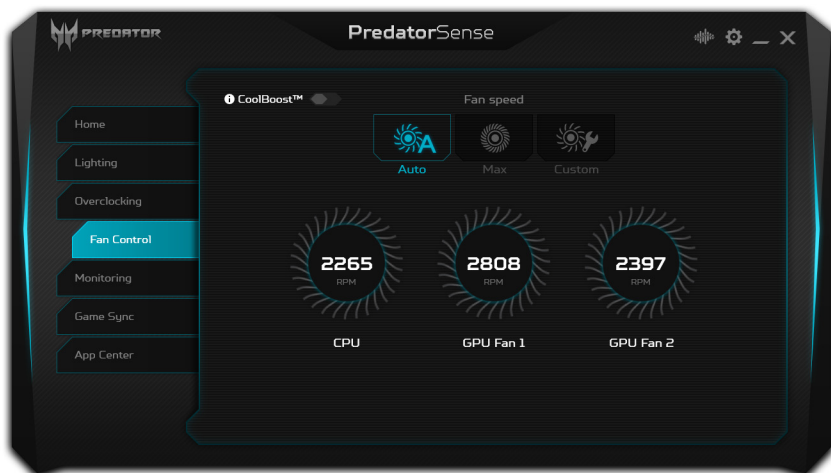 PREDATOR
PredatorSense
CoolBoost™
Fan speed
Home
Lighting
Overclocking
Fan Control
Monitoring
Game Sync
App Center
Auto
Max
Custom
2265
RPM
CPU
2808
RPM
GPU Fan 1
2397
RPM
GPU Fan 2